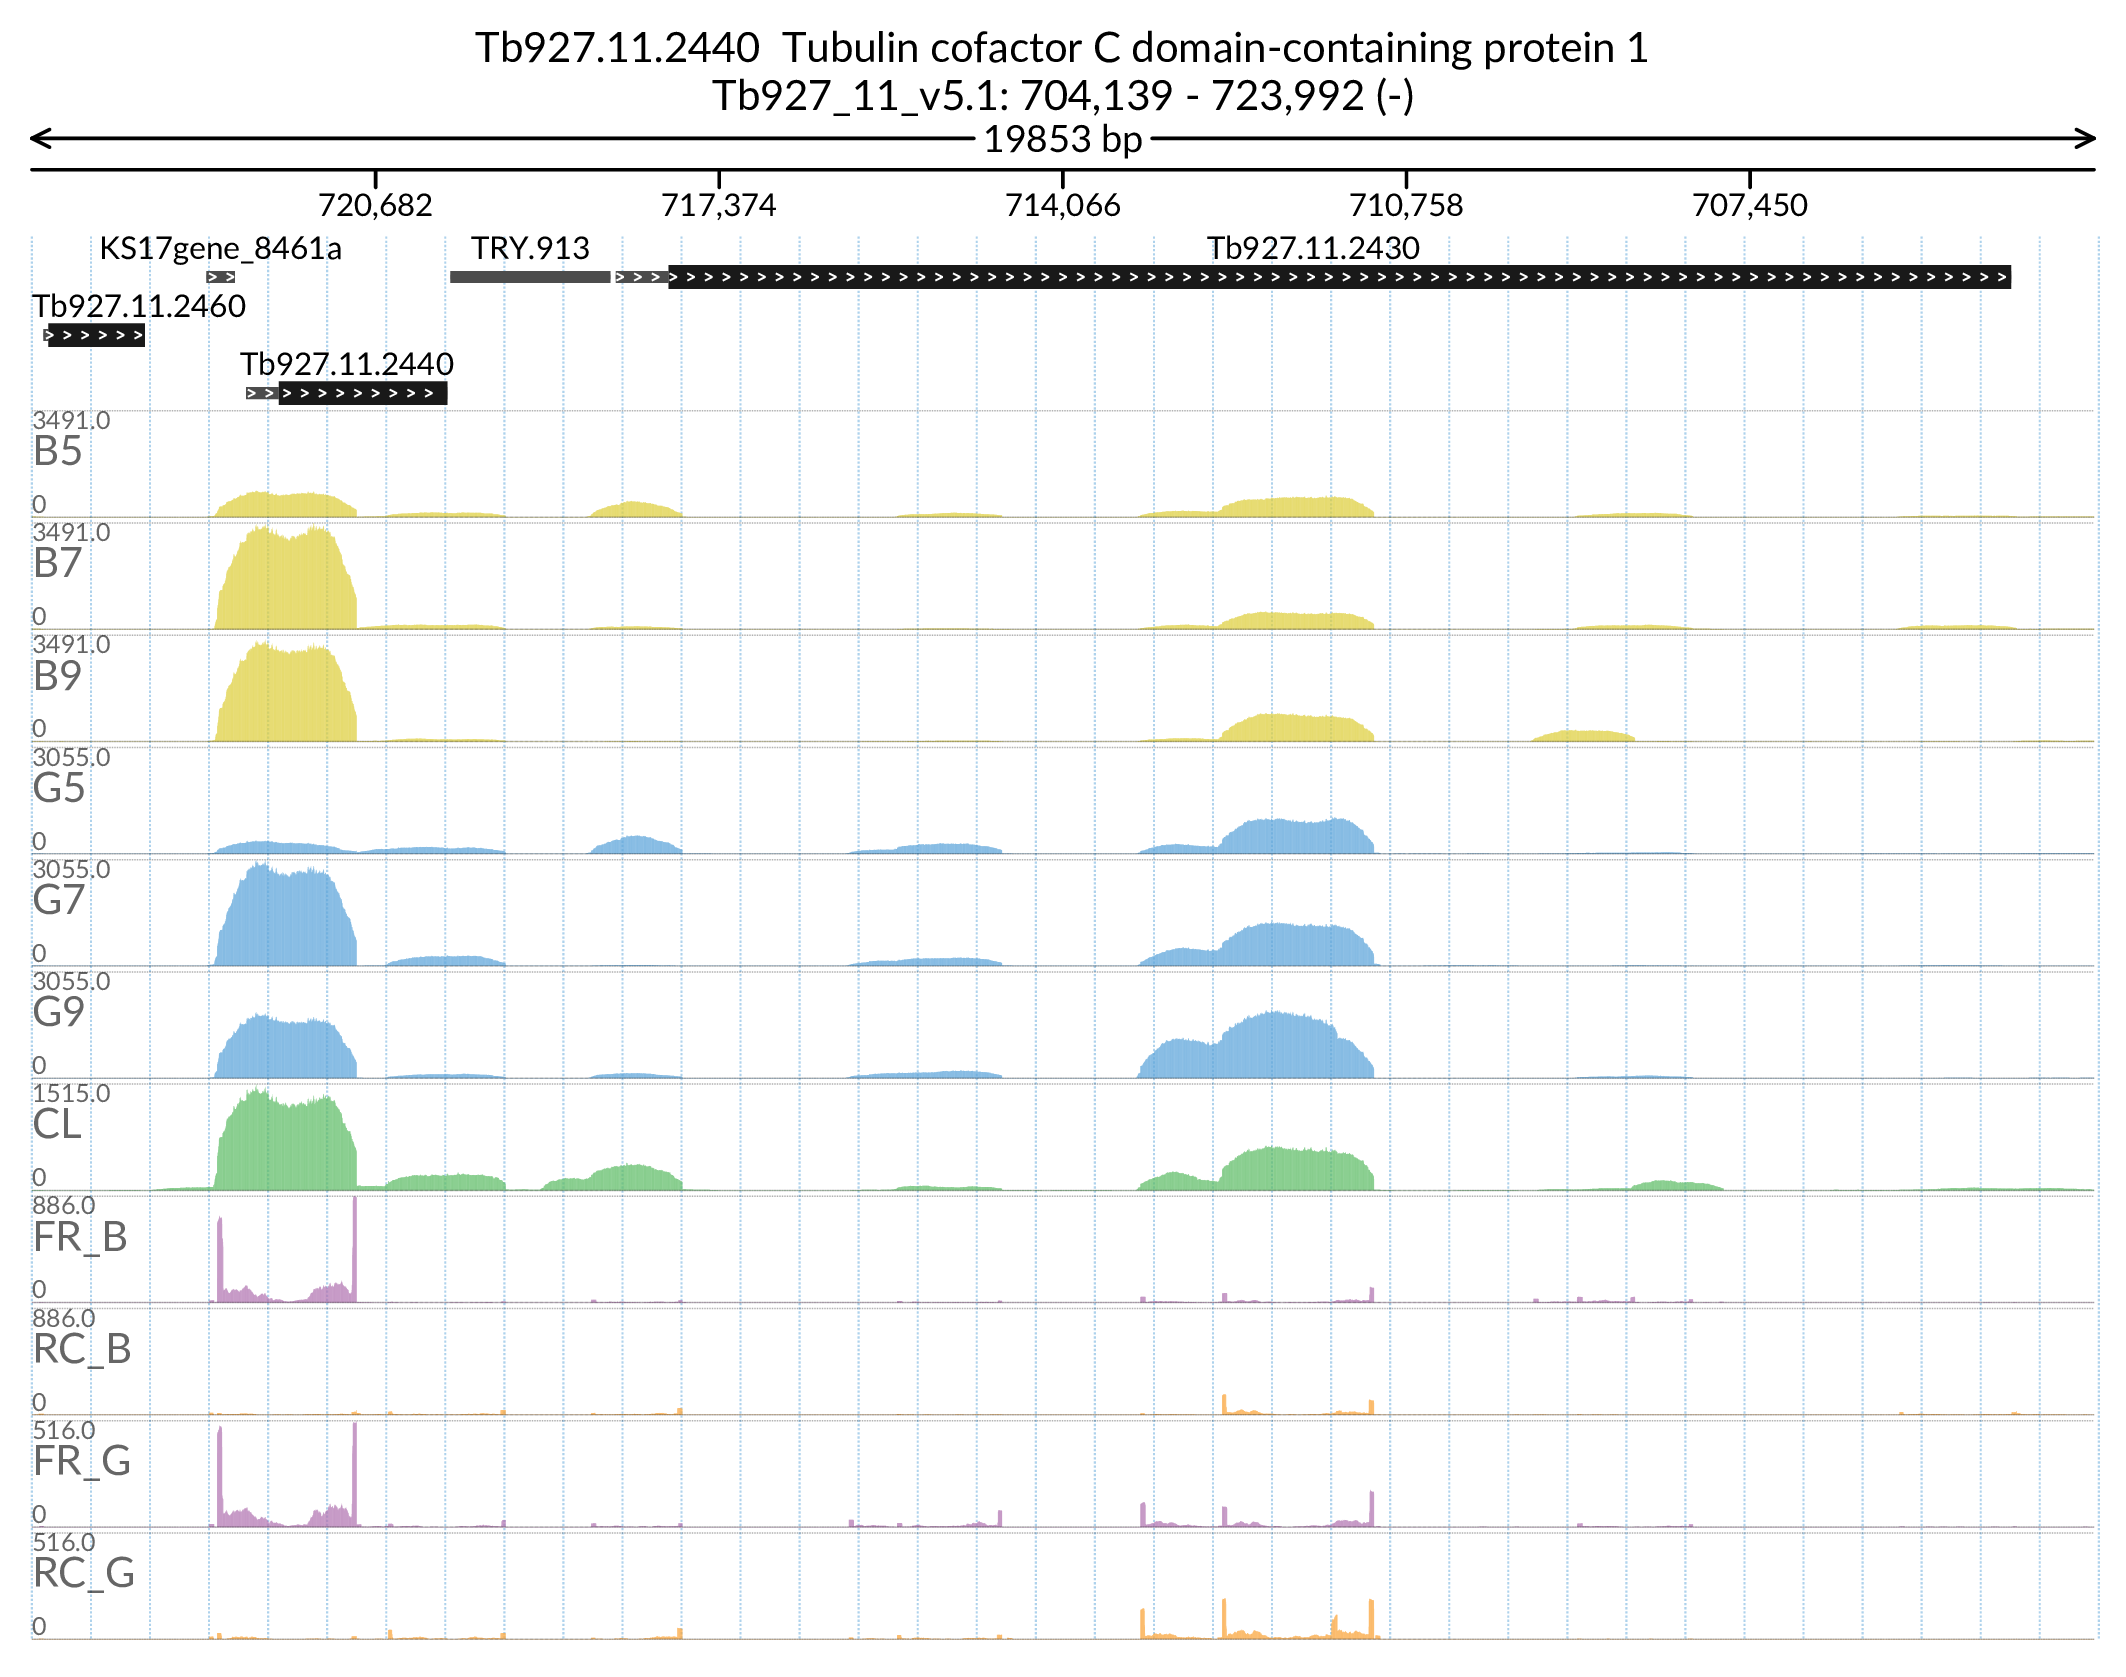 Tb927.11.2440 Tubulin cofactor C domain-containing protein 1
Tb927_11_v5.1: 704,139 - 723,992 (-)
19853 bp
720,682 717,374 714,066 710,758 707,450
KS17gene_8461a TRY.913 Tb927.11.2430
Tb927.11.2460
Tb927.11.2440
3491.0
B5
0
3491.0
B7
0
3491.0
B9
0
3055.0
G5
0
3055.0
G7
0
3055.0
G9
0
1515.0
CL
0
886.0
FR_B
0
886.0
RC_B
0
516.0
FR_G
0
516.0
RC_G
0